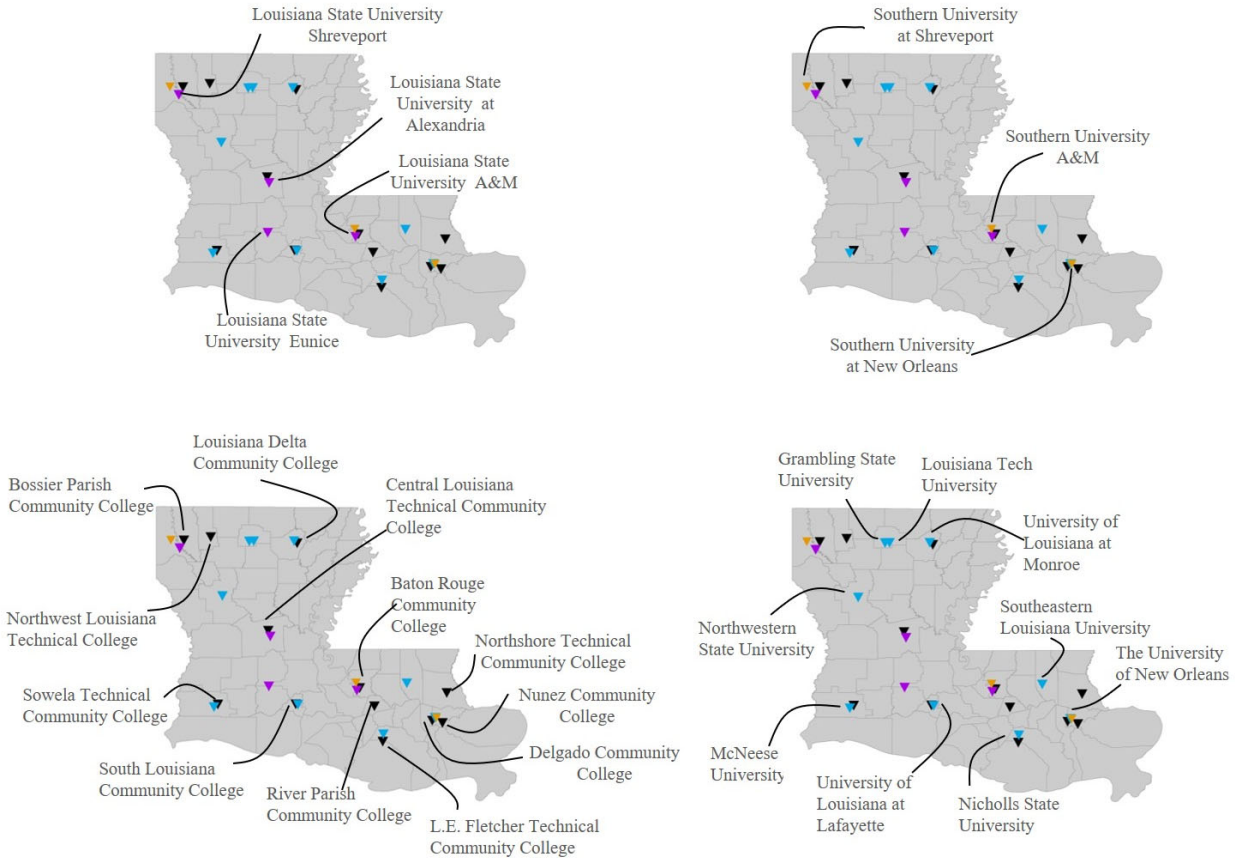 Louisiana State University
Shreveport
Louisiana State
University at
Alexandria
Louisiana State
University A&M
Louisiana State
University Eunice
Southern University
at Shreveport
Southern University
A&M
Southern University
at New Orleans
Louisiana Delta
Community College
Bossier Parish
Community College
Central Louisiana
Technical Community
College
Baton Rouge
Community
College
Northwest Louisiana
Technical College
Northshore Technical
Community College
Sowela Technical
Community College
Nunez Community
College
Delgado Community
College
South Louisiana
Community College
River Parish
Community College
L.E. Fletcher Technical
Community College
Grambling State
University
Louisiana Tech
University
University of
Louisiana at
Monroe
Northwestern
State University
Southeastern
Louisiana University
The University
of New Orleans
McNeese
University
University of
Louisiana at
Lafayette
Nicholls State
University